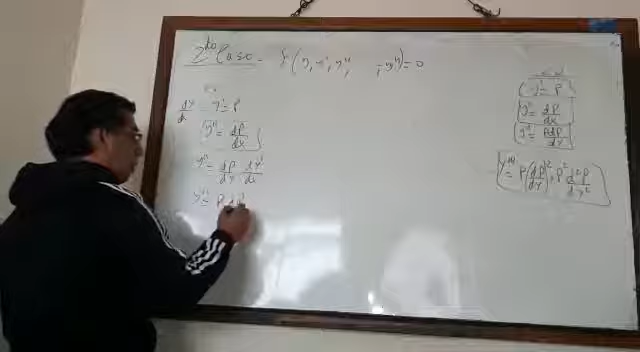 2do Caso.- f(y, y', y'', -yⁿ)=0
dy/dx = y' = P
y'' = dP/dx
y'' = dP/dy dy/dx
y'' = P dP
y' = P
y'' = dP/dx
y'' = P dP/dy
y''' = P(dP/dy)² + P² d²P/dy²